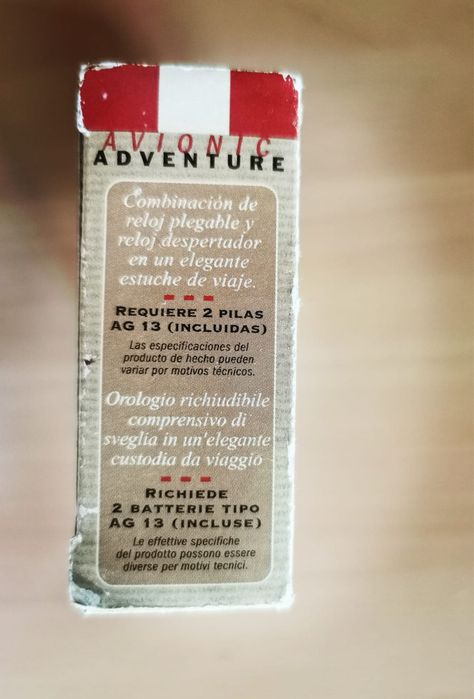 AVIONIC
ADVENTURE
Combinación de
reloj plegable y
reloj despertador
en un elegante
estuche de viaje.
REQUIERE 2 PILAS
AG 13 (INCLUIDAS)
Las especificaciones del
producto de hecho pueden
variar por motivos técnicos.
Orologio richiudibile
comprensivo di
sveglia in un'elegante
custodia da viaggio
RICHIEDE
2 BATTERIE TIPO
AG 13 (INCLUSE)
Le effettive specifiche
del prodotto possono essere
diverse per motivi tecnici.